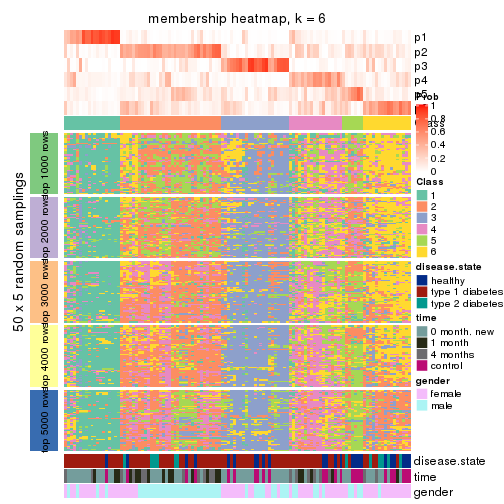 membership heatmap, k = 6
p1
p2
p3
p4
p5
Prob
1
0.8
0.6
0.4
0.2
0
Class
1
2
3
4
5
6
disease.state
healthy
type 1 diabetes
type 2 diabetes
time
0 month. new
1 month
4 months
control
gender
female
male
50 x 5 random samplings
top 1000 rows
top 2000 rows
top 3000 rows
top 4000 rows
top 5000 rows
disease.state
time
gender